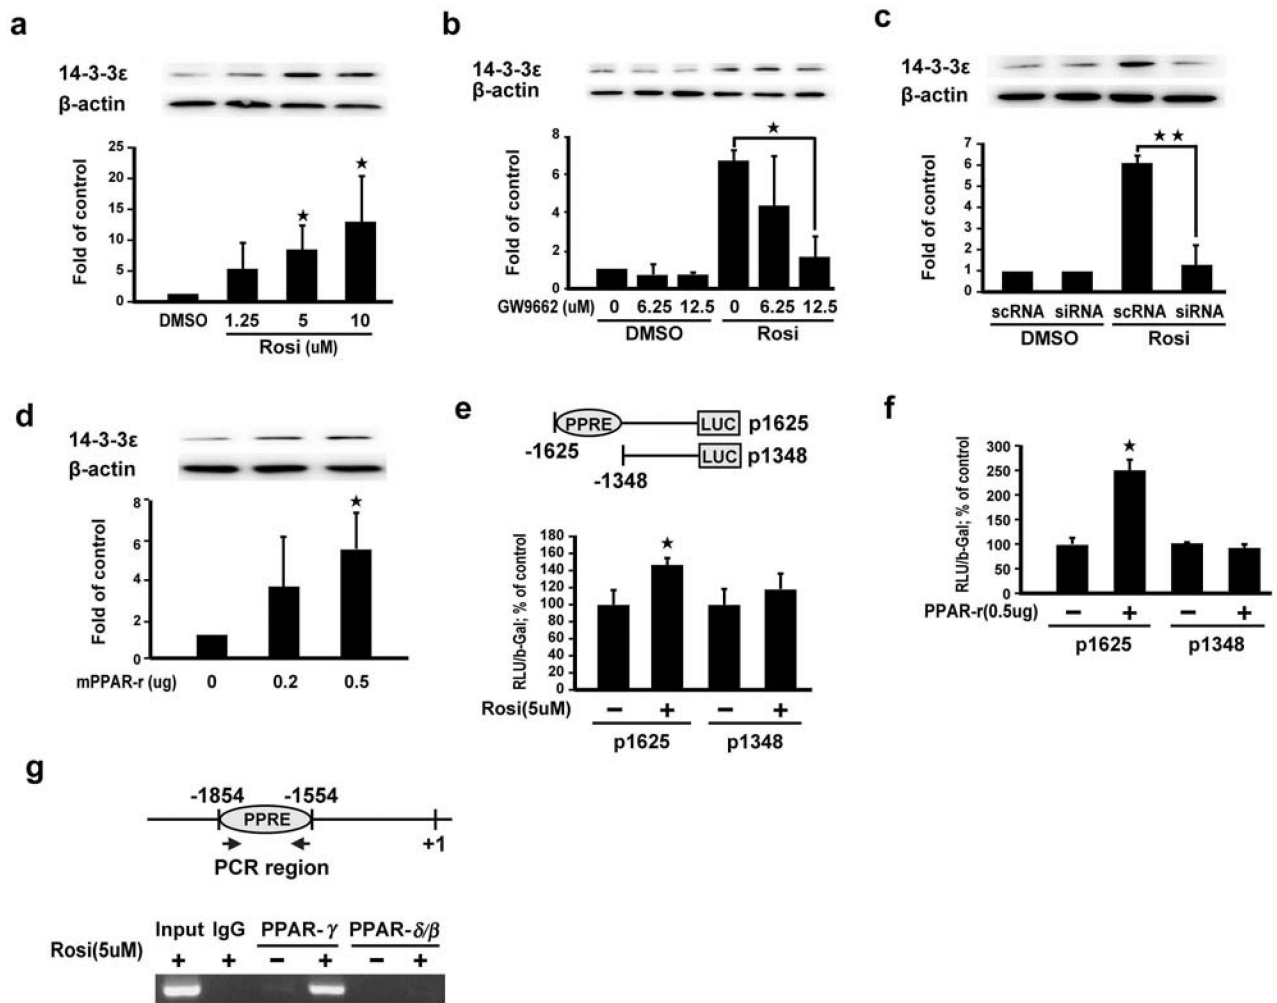 a
14-3-3ε
β-actin
Fold of control
25
20
15
10
5
0
★
★
DMSO 1.25 5 10
Rosi (uM)
b
14-3-3ε
β-actin
Fold of control
8
6
4
2
0
★
GW9662 (uM) 0 6.25 12.5 0 6.25 12.5
DMSO Rosi
c
14-3-3ε
β-actin
Fold of control
7
6
5
4
3
2
1
0
★ ★
scRNA siRNA scRNA siRNA
DMSO Rosi
d
14-3-3ε
β-actin
Fold of control
8
6
4
2
0
★
mPPAR-r (ug) 0 0.2 0.5
e
PPRE LUC p1625
-1625 LUC p1348
-1348
RLU/b-Gal; % of control
180
160
140
120
100
80
60
40
20
0
★
Rosi(5uM) − + − +
p1625 p1348
f
RLU/b-Gal; % of control
300
250
200
150
100
50
0
★
PPAR-r(0.5ug) − + − +
p1625 p1348
g
-1854 -1554
PPRE
+1
PCR region
Input IgG PPAR-γ PPAR-δ/β
Rosi(5uM) + + − + − +